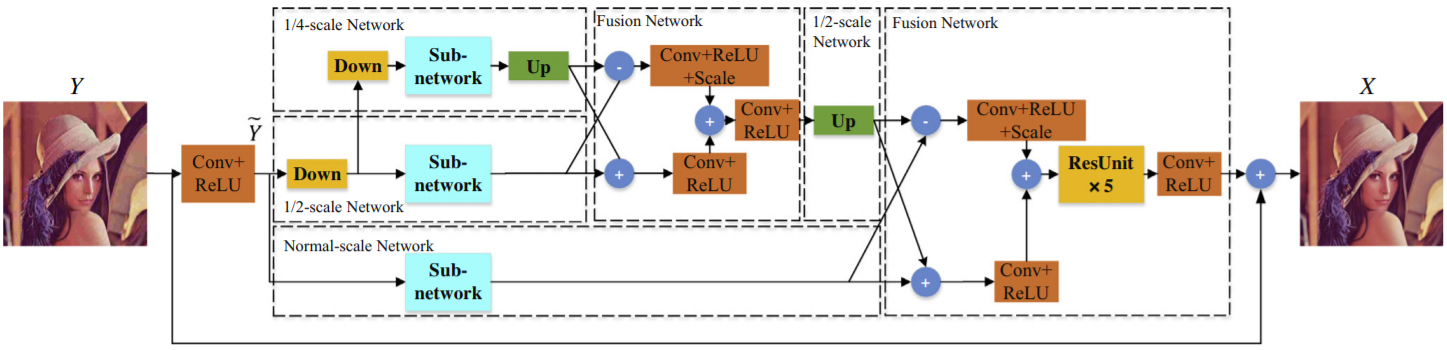 Y
Conv+
ReLU
Ỹ
1/4-scale Network
Down
Sub-
network
Up
1/2-scale Network
Down
Sub-
network
Normal-scale Network
Sub-
network
Fusion Network
-
Conv+ReLU
+Scale
+
Conv+
ReLU
+
Conv+
ReLU
1/2-scale
Network
Up
Fusion Network
-
Conv+ReLU
+Scale
+
ResUnit
×5
Conv+
ReLU
+
Conv+
ReLU
+
X